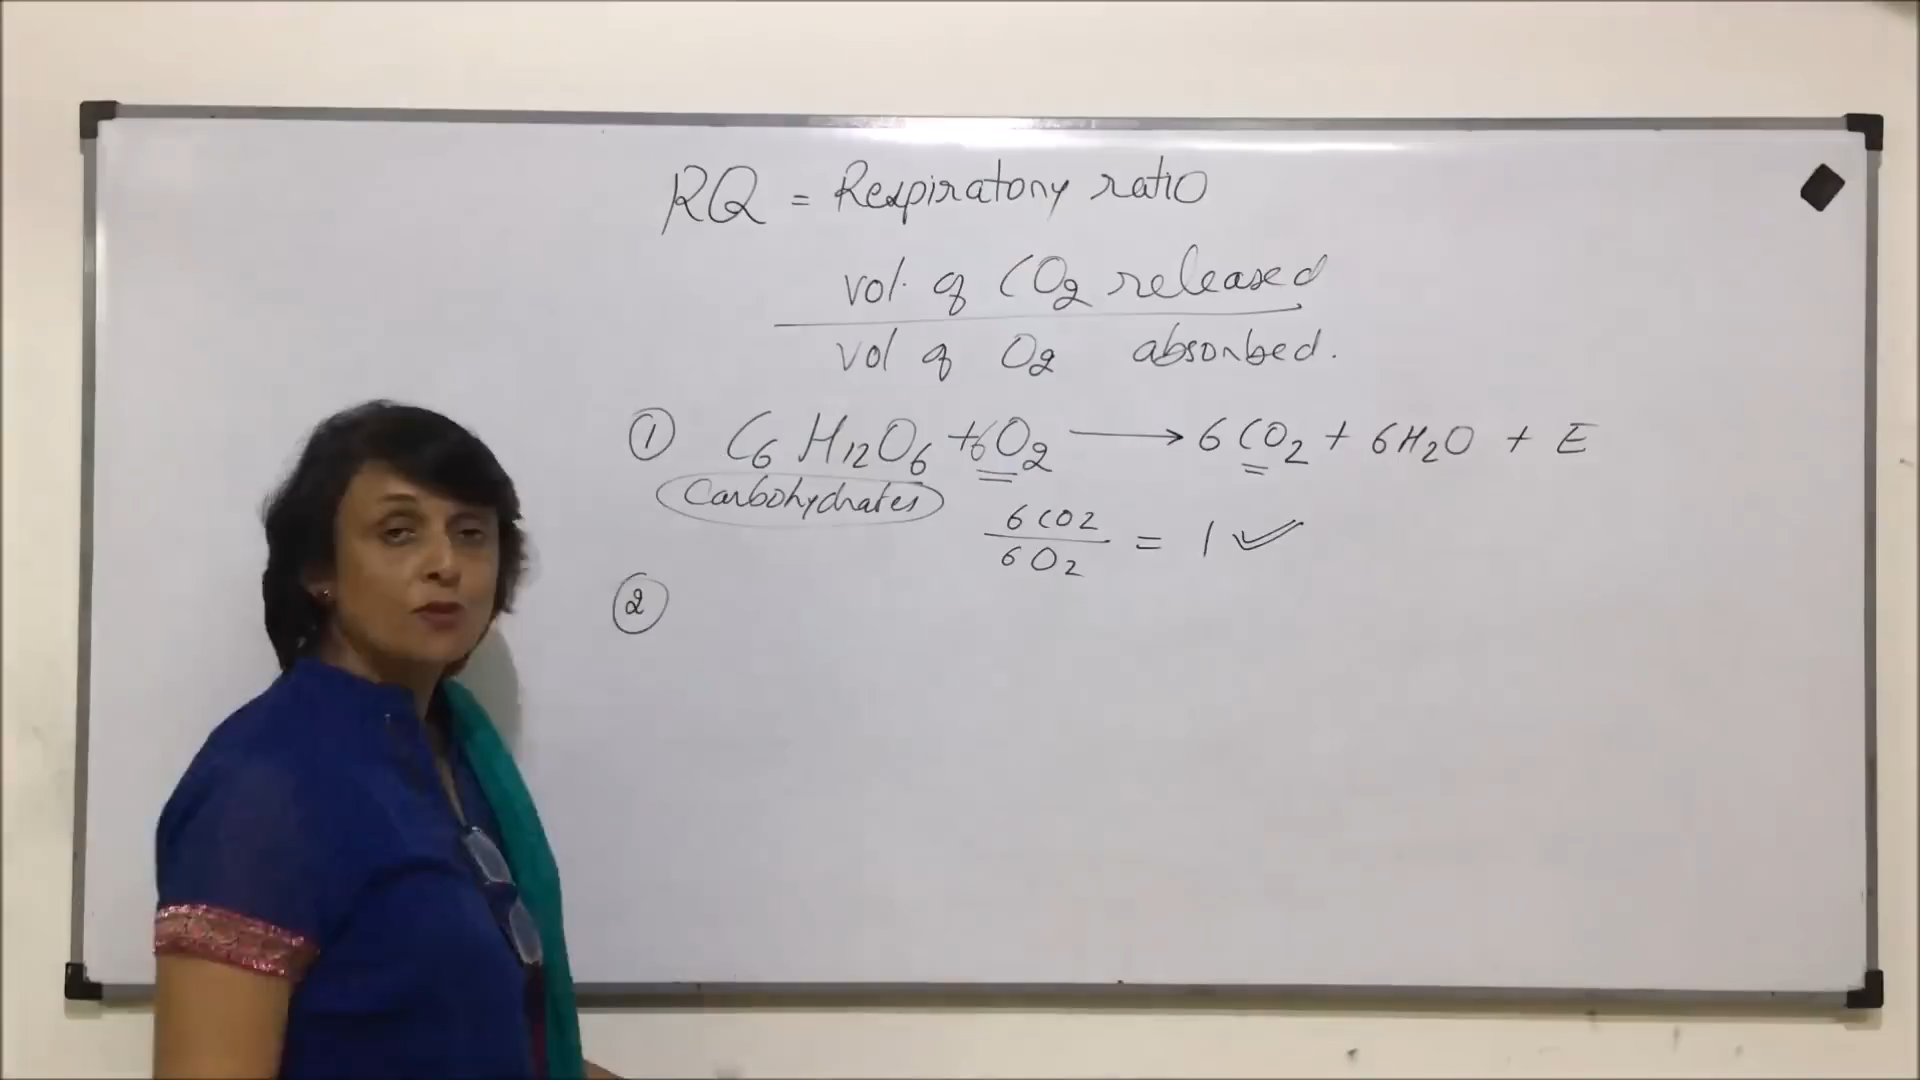 RQ = Respiratory ratio
vol. of CO2 released
vol of O2 absorbed.
① C6H12O6 + 6O2 → 6CO2 + 6H2O + E
Carbohydrates
6CO2
6O2
= 1 ✓
②